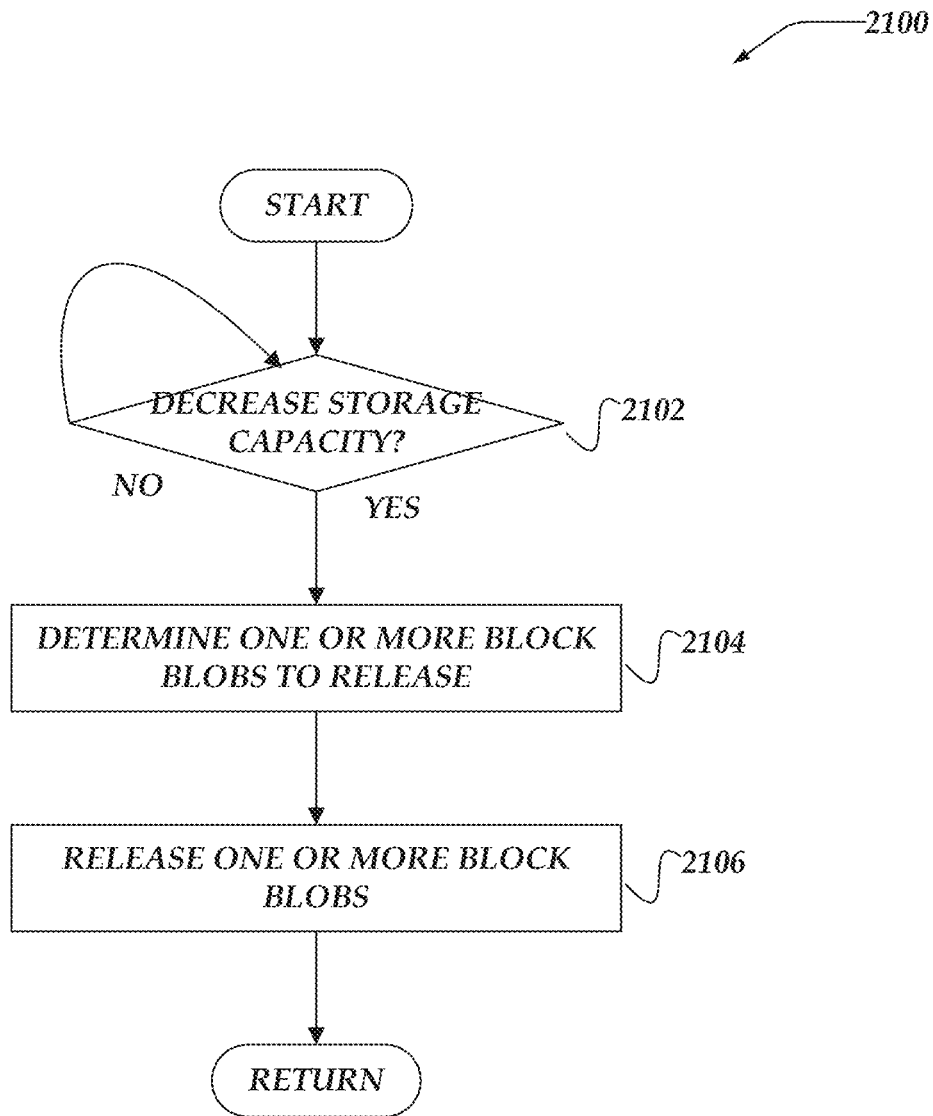 2100
START
DECREASE STORAGE
CAPACITY?
2102
NO
YES
DETERMINE ONE OR MORE BLOCK
BLOBS TO RELEASE
2104
RELEASE ONE OR MORE BLOCK
BLOBS
2106
RETURN